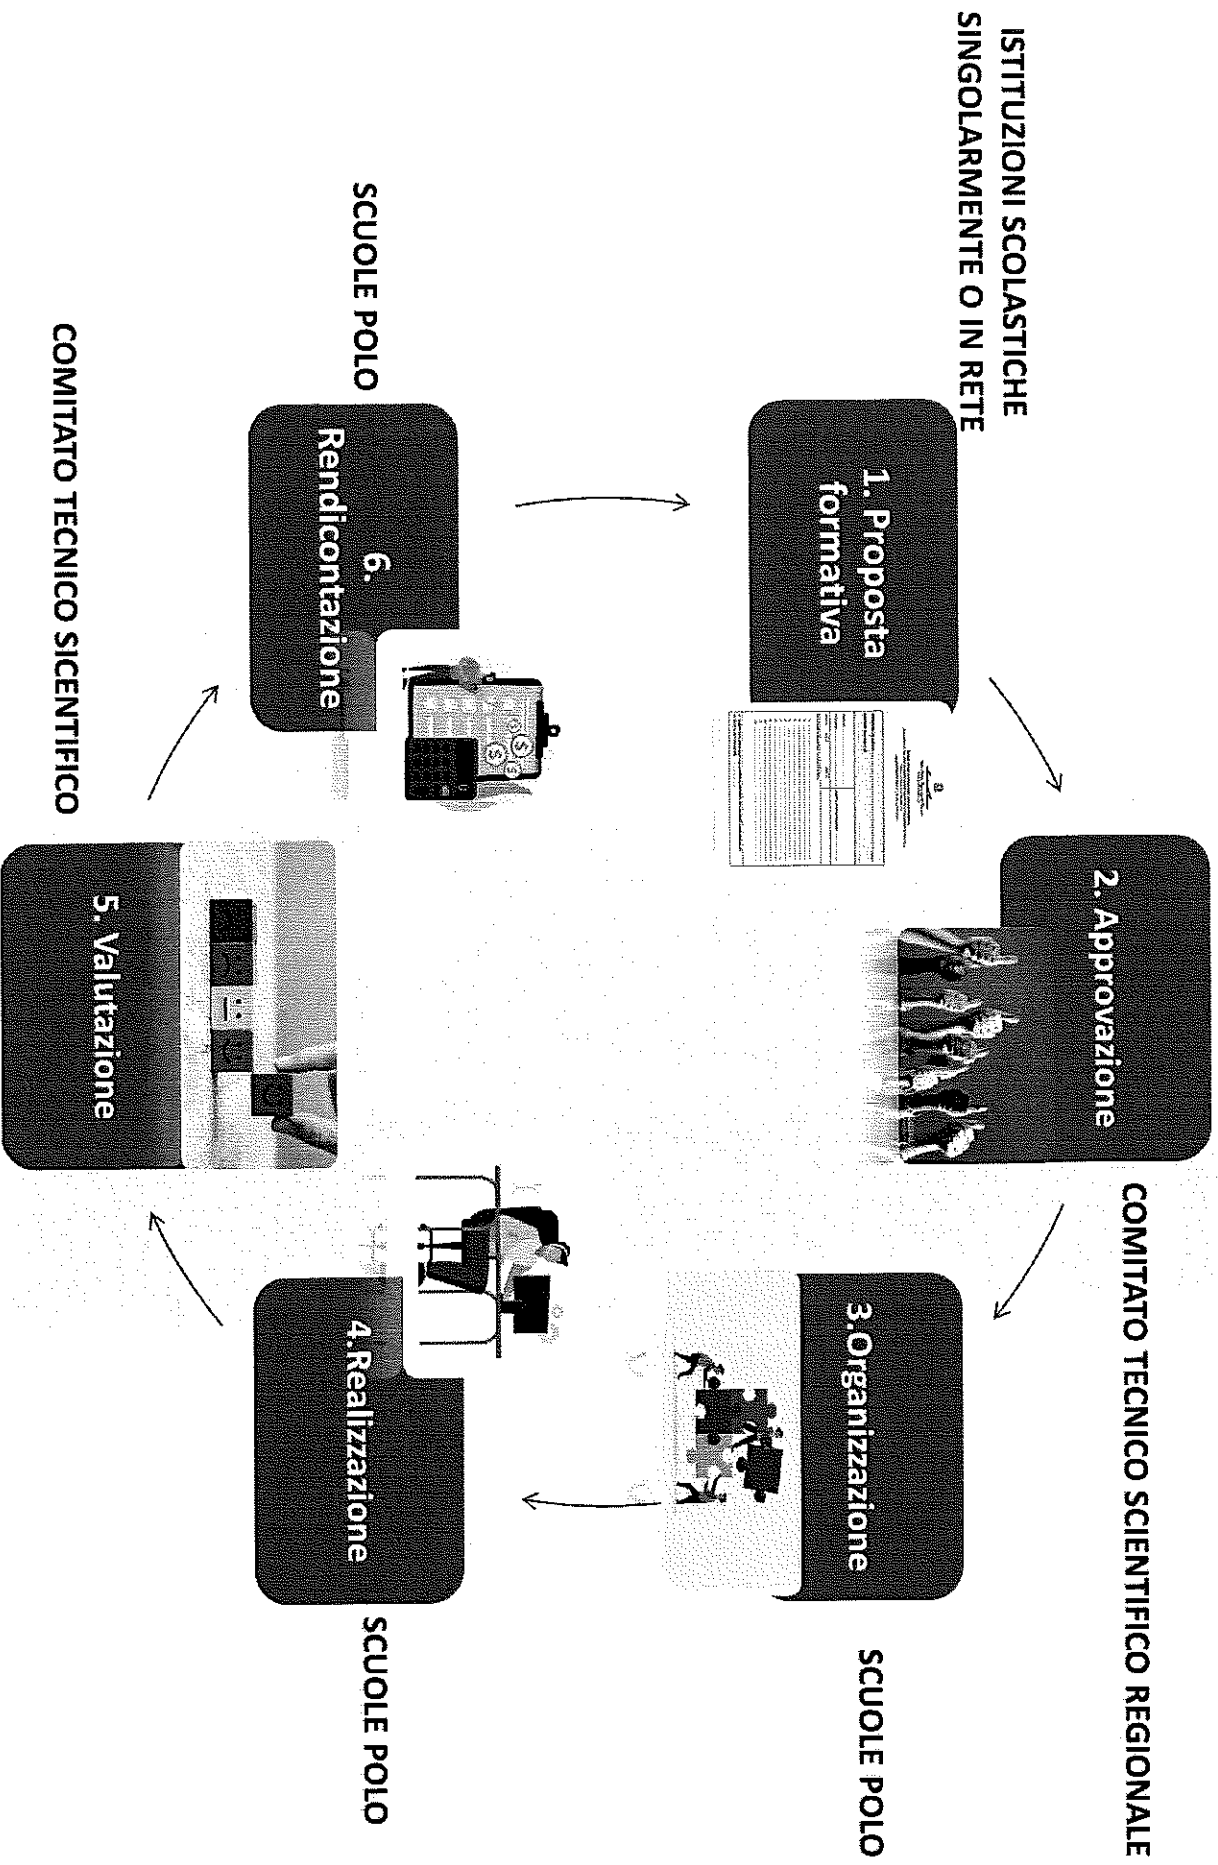 ISTITUZIONI SCOLASTICHE
SINGOLARMENTE O IN RETE
1. Proposta
formativa
2. Approvazione
COMITATO TECNICO SCIENTIFICO REGIONALE
3.Organizzazione
SCUOLE POLO
4.Realizzazione
SCUOLE POLO
5. Valutazione
COMITATO TECNICO SICENTIFICO
6.
Rendicontazione
SCUOLE POLO